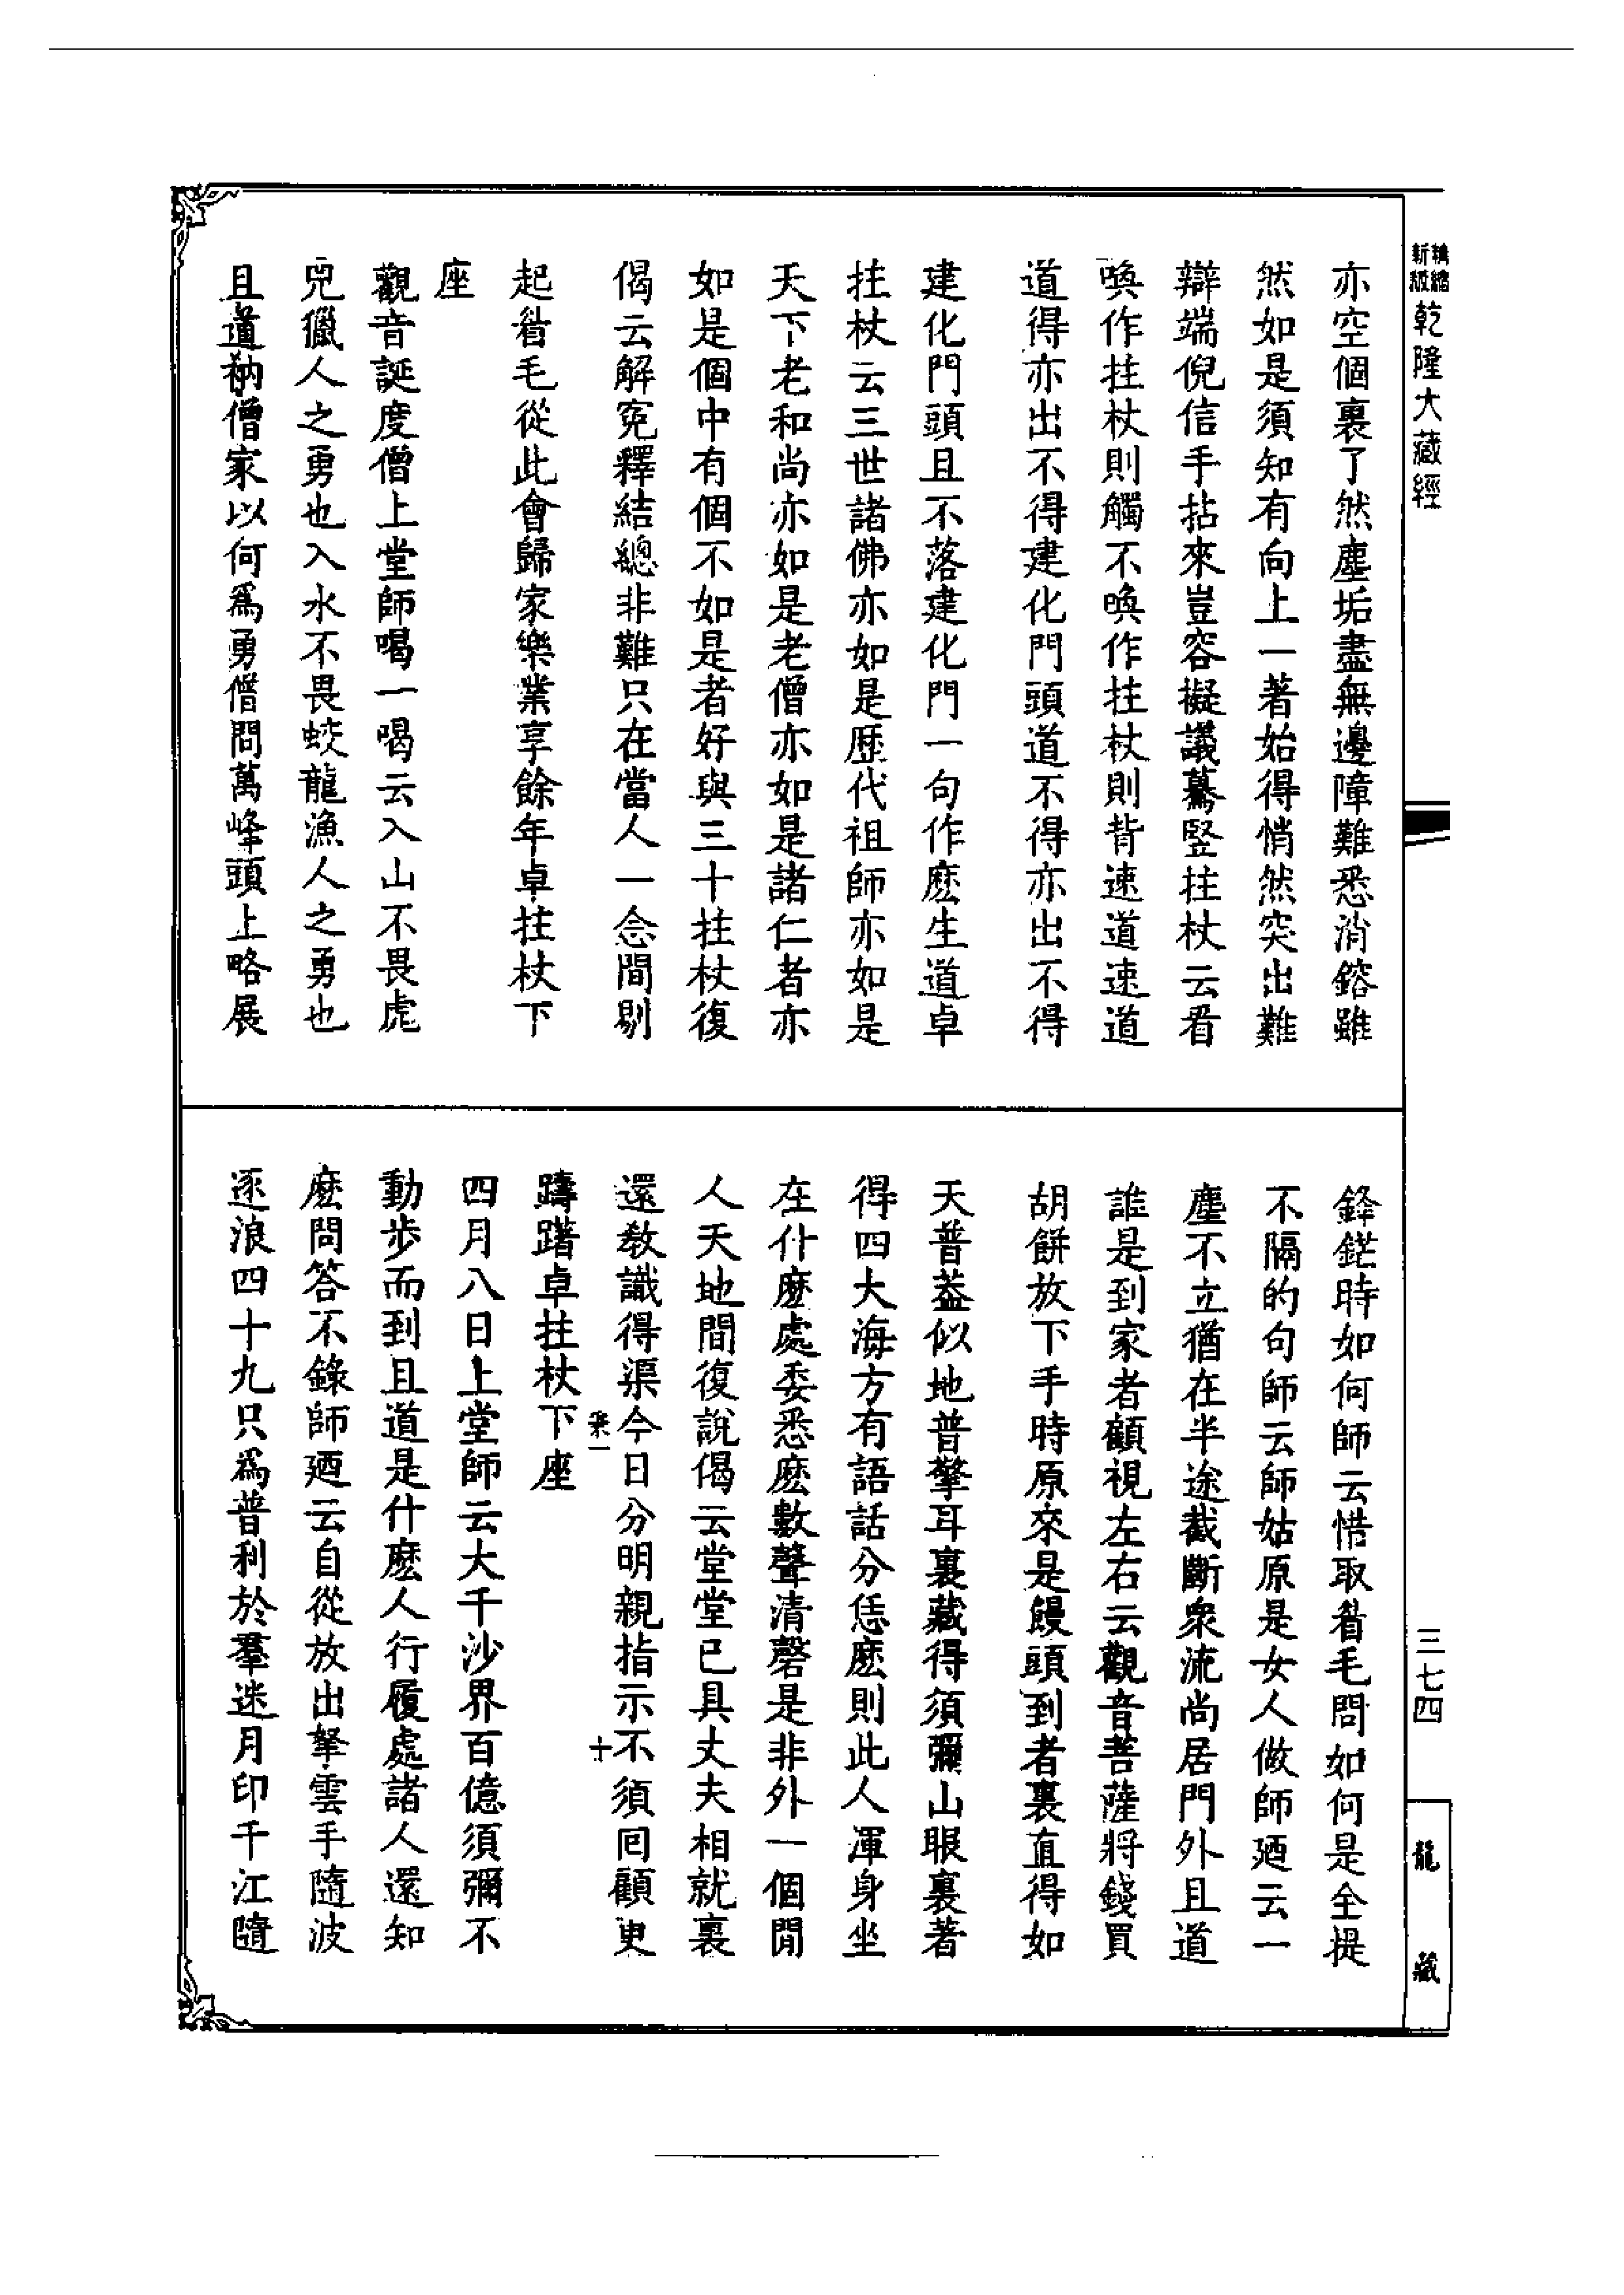 新編縮版 乾隆大藏經
亦空個裏了然塵垢盡無邊障難悉消鎔雖
然如是須知有向上一著始得悄然突出難
辯端倪信手拈來豈容擬議驀竪拄杖云看
喚作拄杖則觸不喚作拄杖則背速道速道
道得亦出不得建化門頭道不得亦出不得
建化門頭且不落建化門一句作麽生道卓
拄杖云三世諸佛亦如是歷代祖師亦如是
天下老和尚亦如是老僧亦如是諸仁者亦
如是個中有個不如是者好與三十拄杖復
偈云解寃釋結總非難只在當人一念間剔
起眉毛從此會歸家樂業享餘年卓拄杖下
座
觀音誕度僧上堂師喝一喝云入山不畏虎
兕獵人之勇也入水不畏蛟龍漁人之勇也
且道衲僧家以何爲勇僧問萬峰頭上略展
鋒鋩時如何師云惜取眉毛問如何是全提
不隔的句師云師姑原是女人做師廼云一
塵不立猶在半途截斷衆流尚居門外且道
誰是到家者顧視左右云觀音菩薩將錢買
胡餅放下手時原來是饅頭到者裏直得如
天普葢似地普擎耳裏藏得須彌山眼裏著
得四大海方有語話分恁麽則此人渾身坐
在什麽處委悉麽數聲清磬是非外一個閒
人天地間復說偈云堂堂已具丈夫相就裏
還教識得渠今日分明親指示不須囘顧更
躊躇卓拄杖下座
四月八日上堂師云大千沙界百億須彌不
動步而到且道是什麽人行履處諸人還知
麽問答不錄師廼云自從放出拏雲手隨波
逐浪四十九只爲普利於羣迷月印千江隨
三七四
龍藏